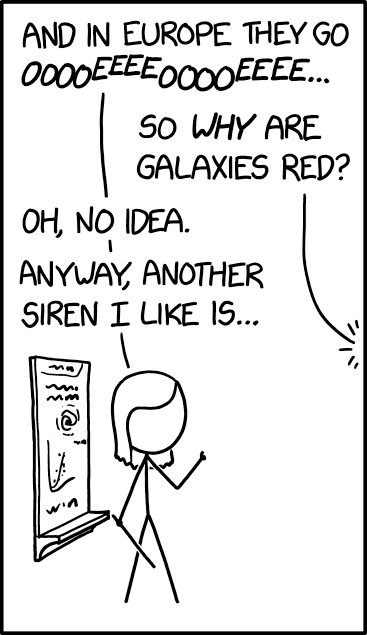 AND IN EUROPE THEY GO
OOOOEEEEOOOOEEEE...
SO WHY ARE
GALAXIES RED?
OH, NO IDEA.
ANYWAY, ANOTHER
SIREN I LIKE IS...